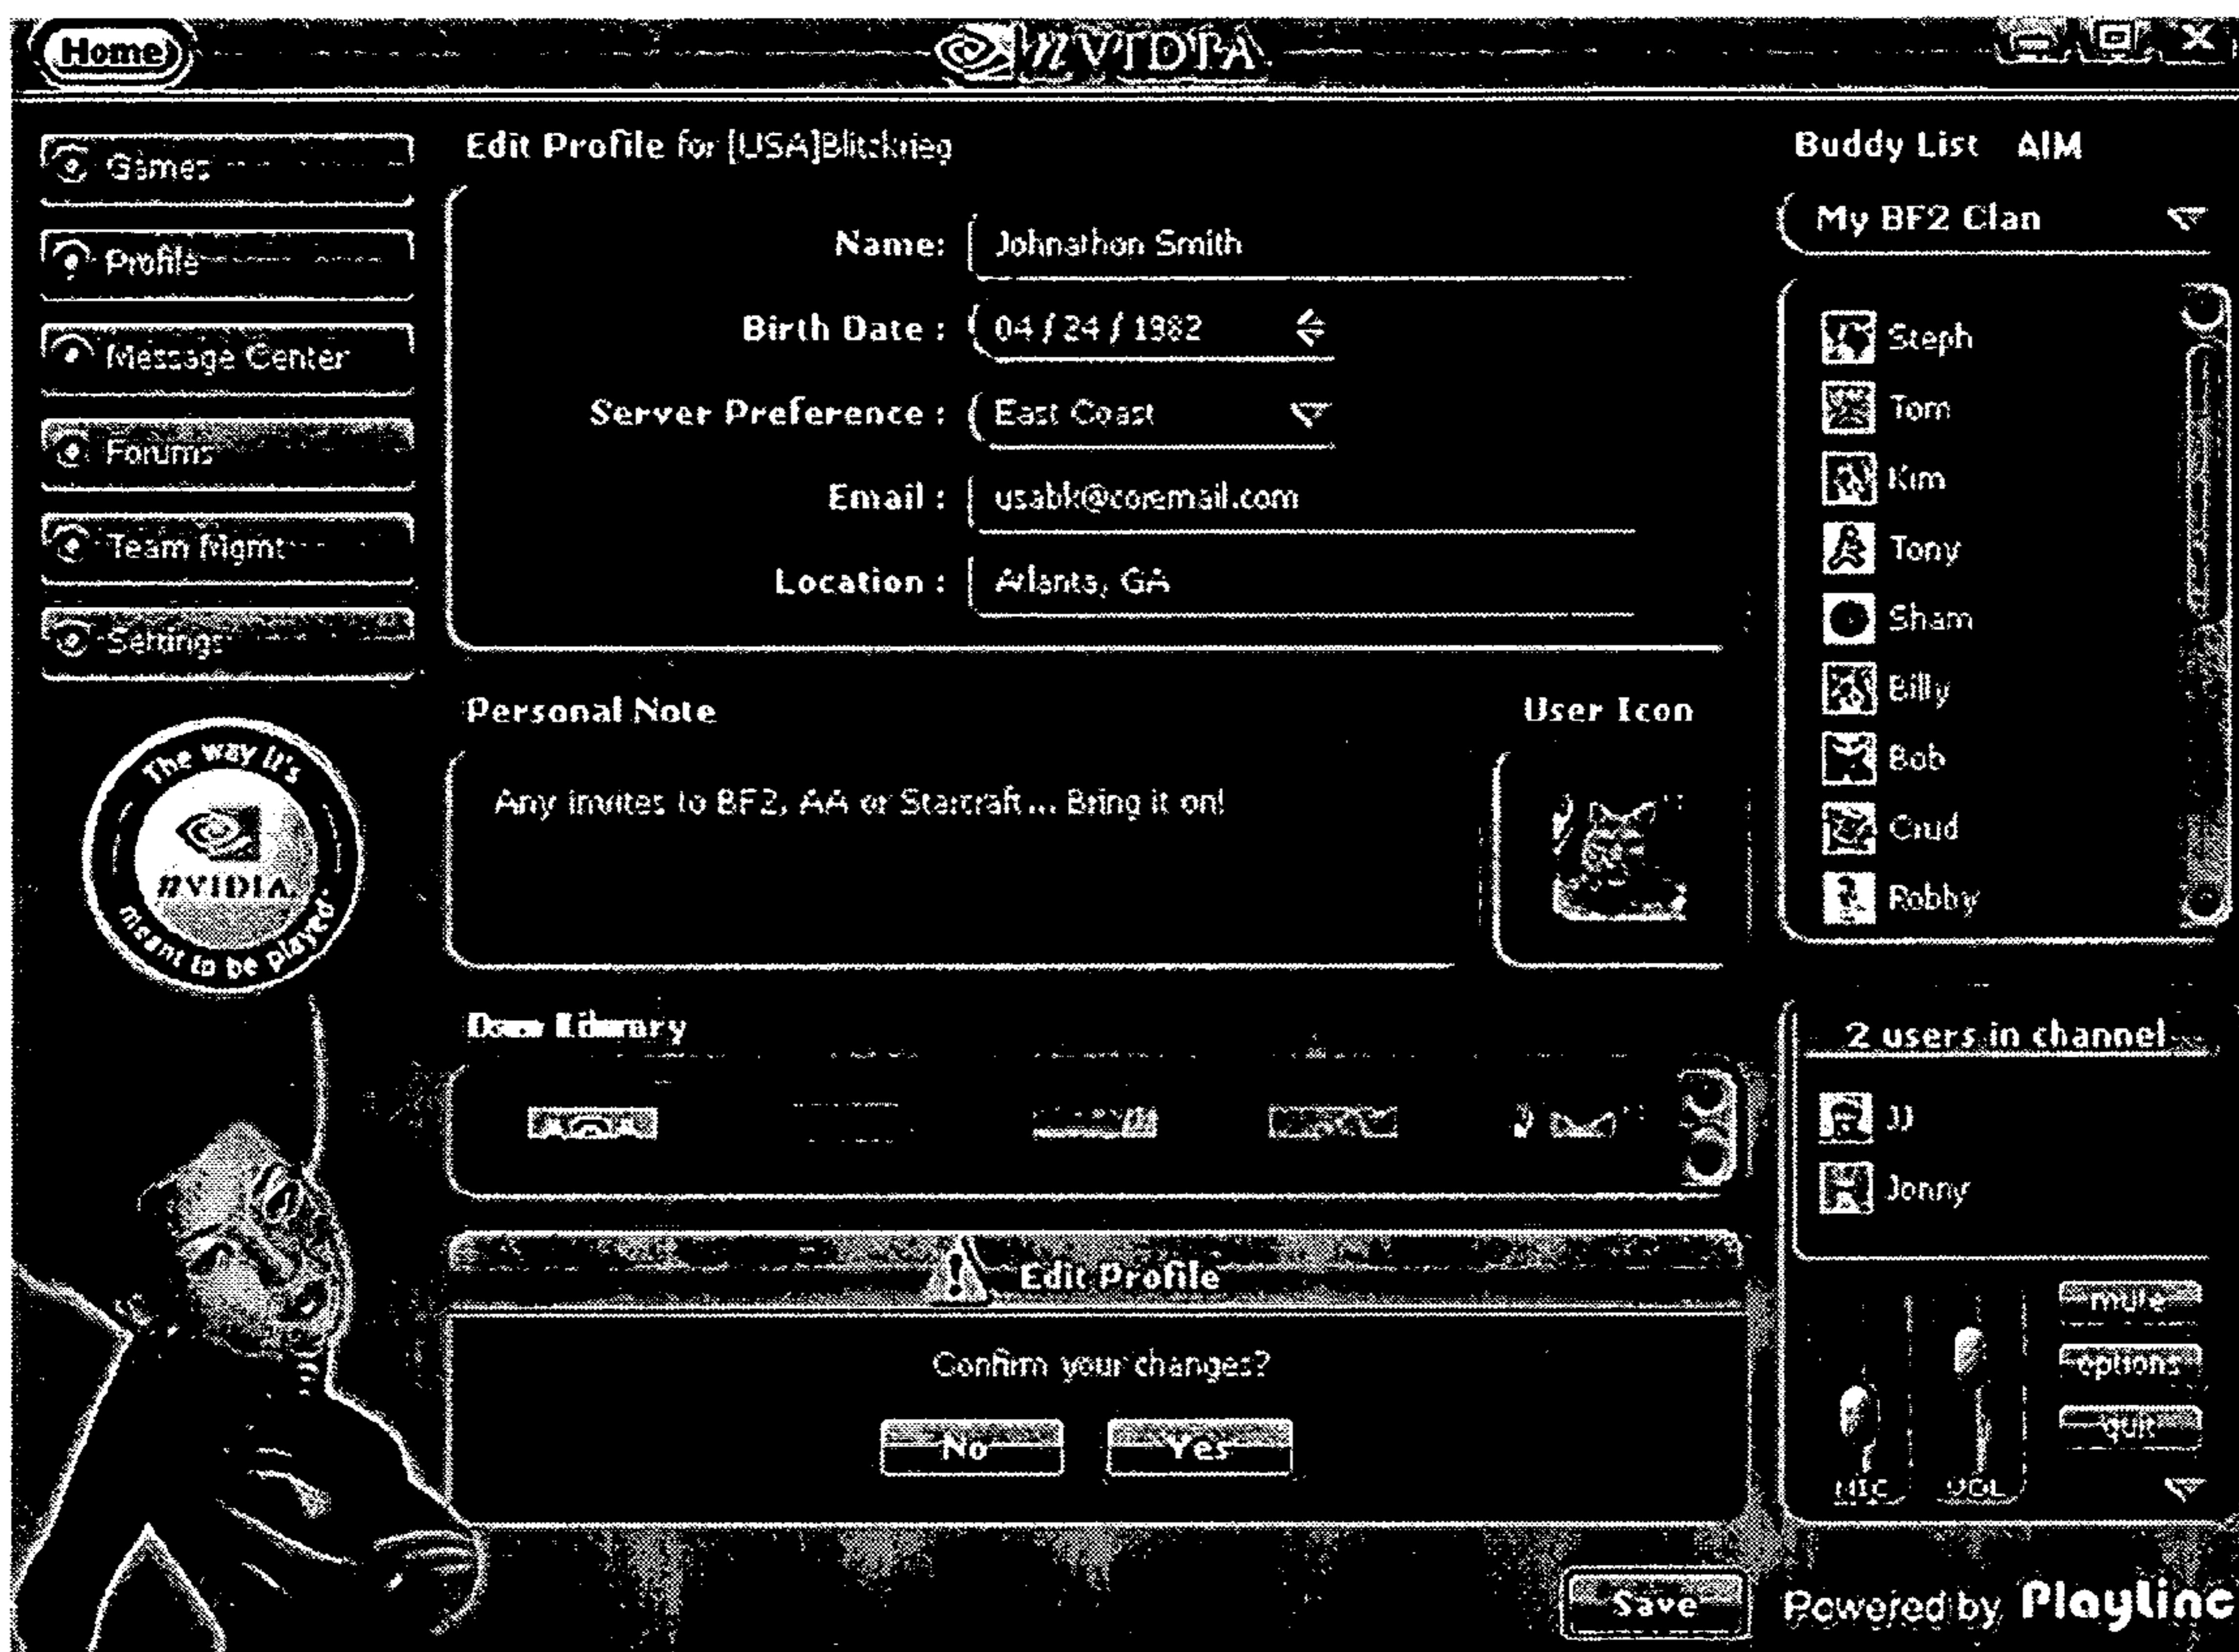 Home
nVIDIA.
Games
Profile
Message Center
Forums
Team Mgmt
Settings
The way it's
nVIDIA.
meant to be played
Edit Profile for [USA]Blitzkrieg
Name: Johnathon Smith
Birth Date : 04 / 24 / 1982
Server Preference : East Coast
Email : usabk@coremail.com
Location : Atlanta, GA
Personal Note
Any invites to BF2, AA or Starcraft... Bring it on!
User Icon
Edit Profile
Confirm your changes?
No Yes
Save
Buddy List AIM
My BF2 Clan
Steph
Tom
Kim
Tony
Sham
Billy
Bob
Crud
Robby
2 users in channel
JJ
Jonny
mute
options
quit
MIC VOL
Powered by PlayLinc